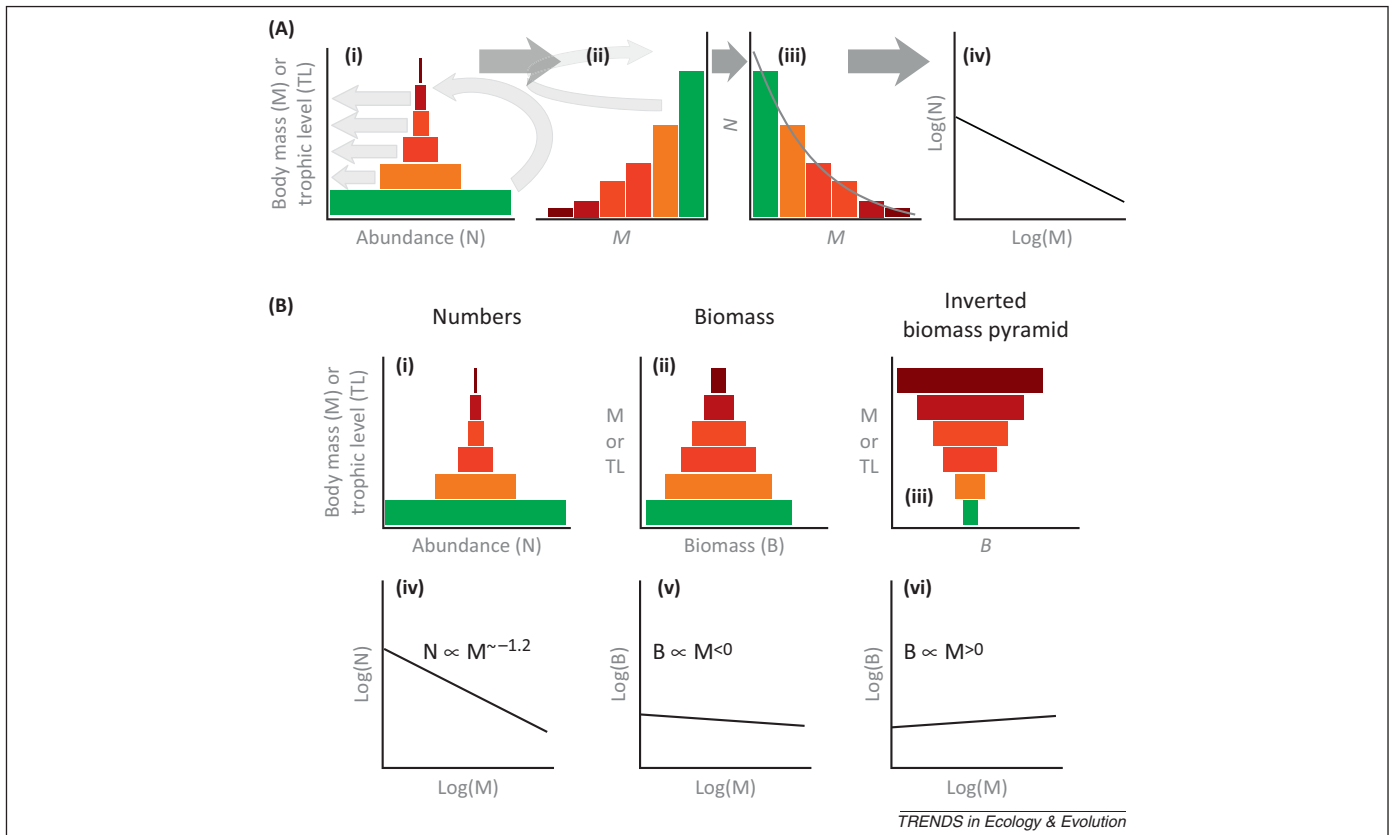 (A)
(i)
(ii)
(iii)
(iv)
Body mass (M) or
trophic level (TL)
Abundance (N)
M
N
M
Log(N)
Log(M)
(B)
Numbers
Biomass
Inverted
biomass pyramid
(i)
(ii)
(iii)
Body mass (M) or
trophic level (TL)
Abundance (N)
M
or
TL
Biomass (B)
M
or
TL
B
(iv)
(v)
(vi)
N ∝ M^~−1.2
B ∝ M^<0
B ∝ M^>0
Log(N)
Log(M)
Log(B)
Log(M)
Log(B)
Log(M)
TRENDS in Ecology & Evolution